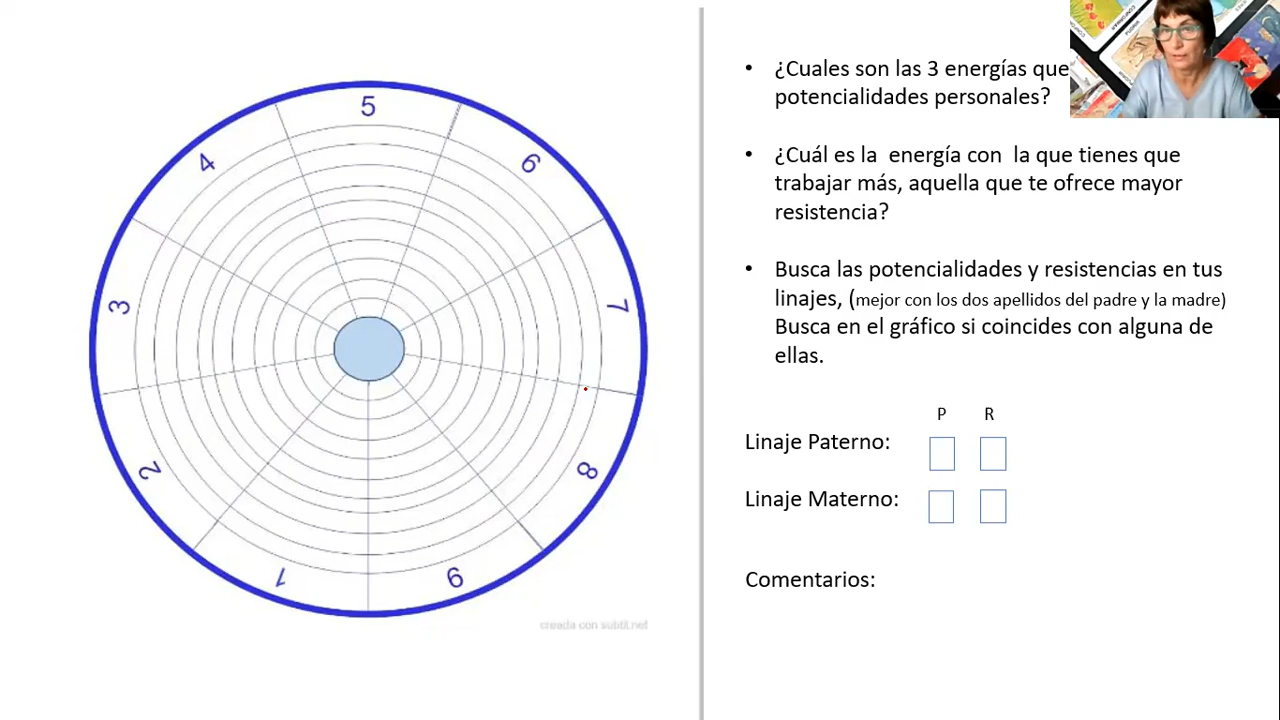 5
4
6
3
7
2
8
1
9
creada con subtil.net
• ¿Cuales son las 3 energías que
potencialidades personales?
• ¿Cuál es la energía con la que tienes que
trabajar más, aquella que te ofrece mayor
resistencia?
• Busca las potencialidades y resistencias en tus
linajes, (mejor con los dos apellidos del padre y la madre)
Busca en el gráfico si coincides con alguna de
ellas.
P R
Linaje Paterno:
Linaje Materno:
Comentarios: